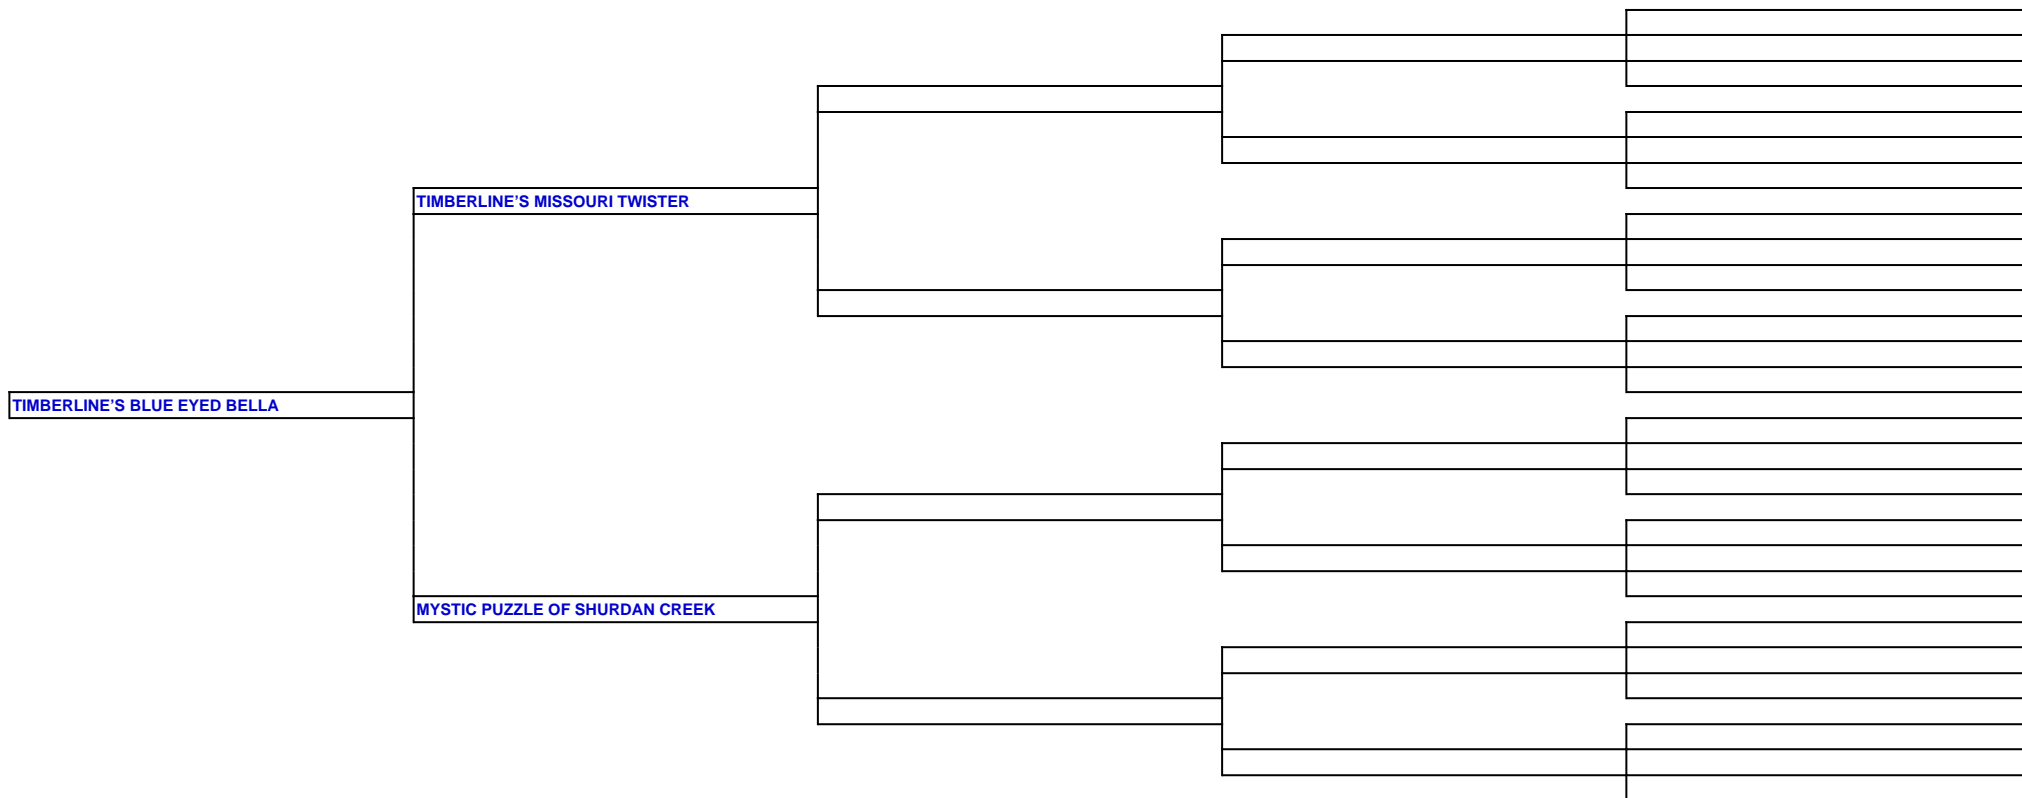 TIMBERLINE’S MISSOURI TWISTER
TIMBERLINE’S BLUE EYED BELLA
MYSTIC PUZZLE OF SHURDAN CREEK